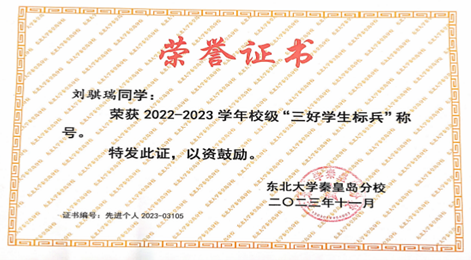 荣誉证书
刘骐瑞同学：
荣获 2022-2023 学年校级“三好学生标兵”称
号。
特发此证，以资鼓励。
东北大学秦皇岛分校
二〇二三年十一月
证书编号：先进个人 2023-03105